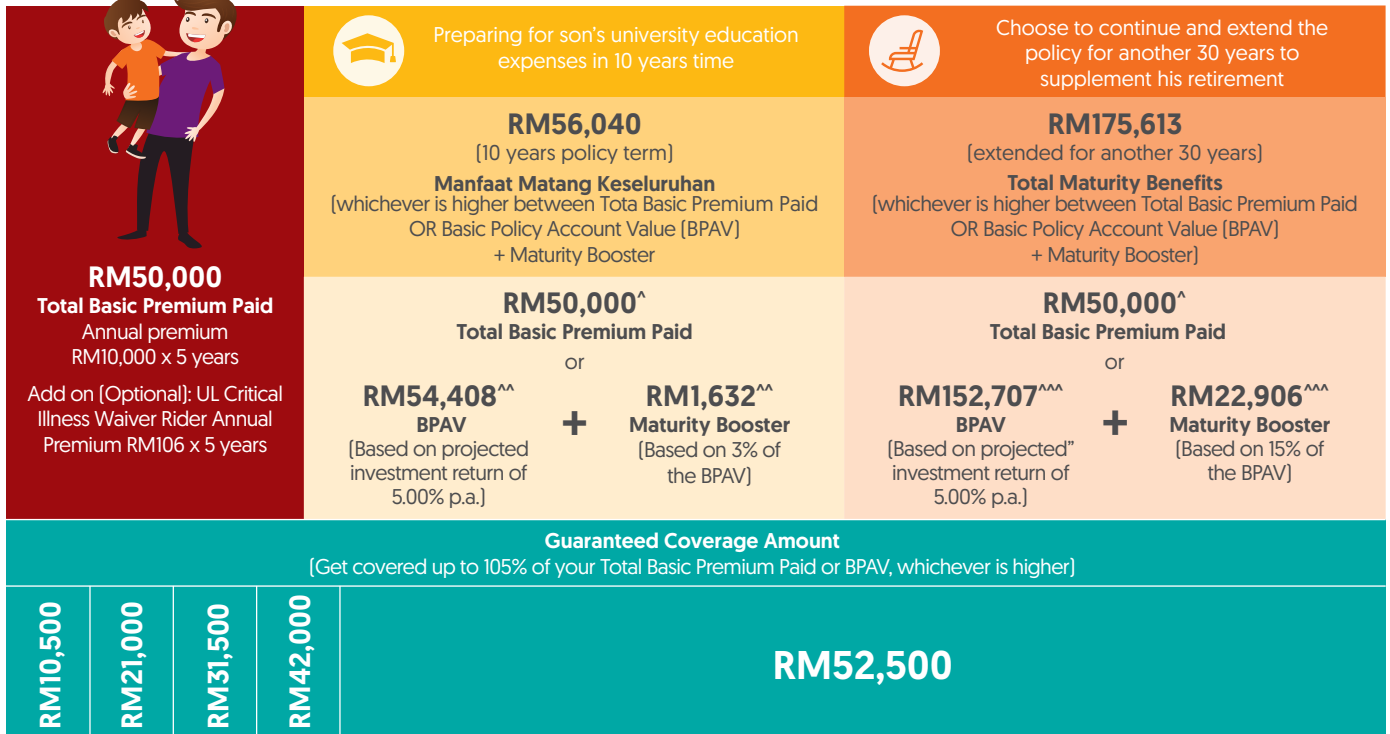 RM50,000
Total Basic Premium Paid
Annual premium
RM10,000 x 5 years
Add on (Optional): UL Critical
Illness Waiver Rider Annual
Premium RM106 x 5 years
Preparing for son's university education
expenses in 10 years time
RM56,040
(10 years policy term)
Manfaat Matang Keseluruhan
(whichever is higher between Tota Basic Premium Paid
OR Basic Policy Account Value (BPAV)
+ Maturity Booster
RM50,000^
Total Basic Premium Paid
or
RM54,408^^
BPAV
(Based on projected
investment return of
5.00% p.a.)
+
RM1,632^^
Maturity Booster
(Based on 3% of
the BPAV)
Choose to continue and extend the
policy for another 30 years to
supplement his retirement
RM175,613
(extended for another 30 years)
Total Maturity Benefits
(whichever is higher between Total Basic Premium Paid
OR Basic Policy Account Value (BPAV)
+ Maturity Booster)
RM50,000^
Total Basic Premium Paid
or
RM152,707^^^
BPAV
(Based on projected”
investment return of
5.00% p.a.)
+
RM22,906^^^
Maturity Booster
(Based on 15% of
the BPAV)
Guaranteed Coverage Amount
(Get covered up to 105% of your Total Basic Premium Paid or BPAV, whichever is higher)
RM10,500
RM21,000
RM31,500
RM42,000
RM52,500